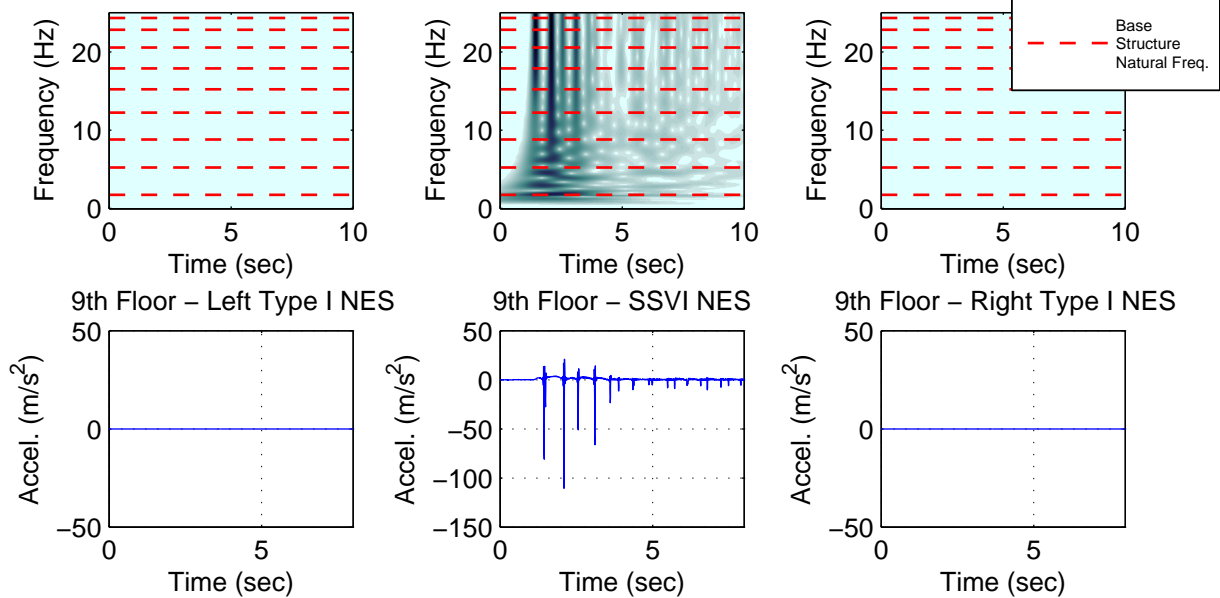 Frequency (Hz)
20
10
0
0 5 10
Time (sec)
Frequency (Hz)
20
10
0
0 5 10
Time (sec)
Frequency (Hz)
20
10
0
0 5 10
Time (sec)
Base
Structure
Natural Freq.
9th Floor − Left Type I NES
Accel. (m/s²)
50
0
−50
0 5
Time (sec)
9th Floor − SSVI NES
Accel. (m/s²)
50
0
−50
−100
−150
0 5
Time (sec)
9th Floor − Right Type I NES
Accel. (m/s²)
50
0
−50
0 5
Time (sec)